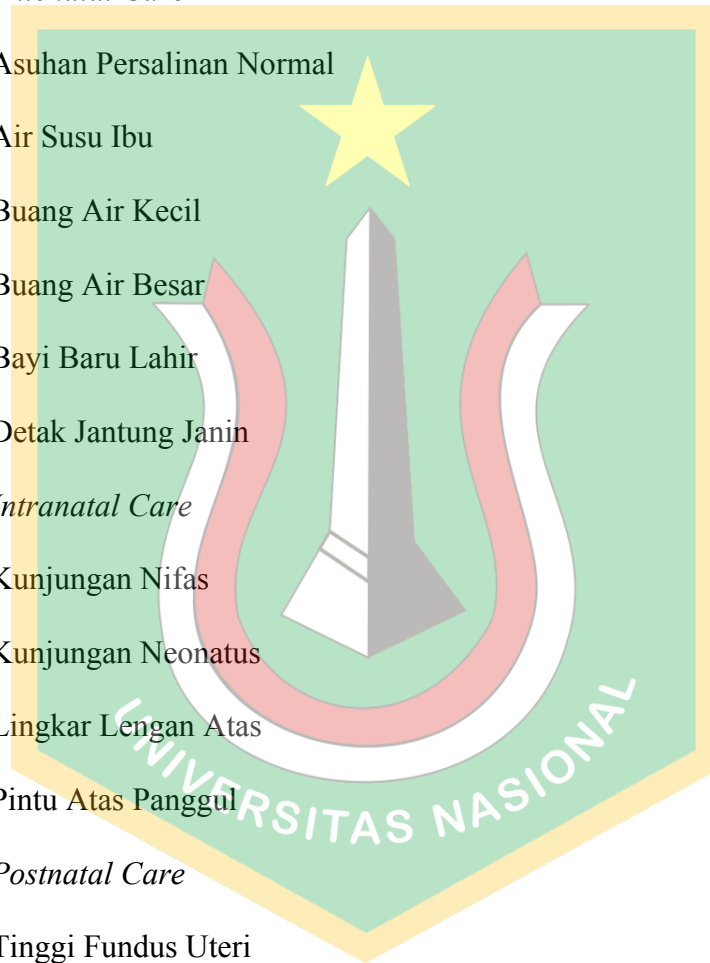 Asuhan Persalinan Normal
Air Susu Ibu
Buang Air Kecil
Buang Air Besar
Bayi Baru Lahir
Detak Jantung Janin
Intranatal Care
Kunjungan Nifas
Kunjungan Neonatus
Lingkar Lengan Atas
Pintu Atas Panggul
Postnatal Care
Tinggi Fundus Uteri
UNIVERSITAS NASIONAL